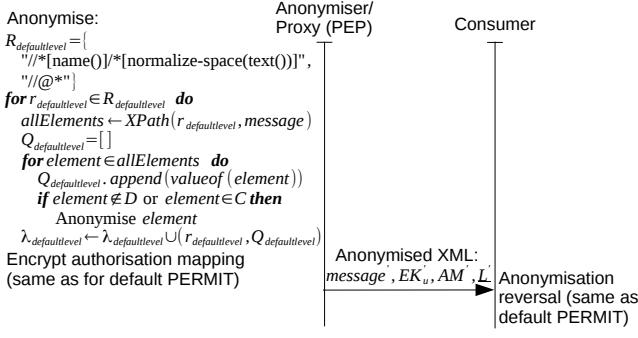 Anonymiser/
Proxy (PEP)
Consumer
Anonymise:
R_defaultlevel={
"//*[name()]/*[normalize-space(text())]",
"//@*"}
for r_defaultlevel∈R_defaultlevel do
allElements←XPath(r_defaultlevel,message)
Q_defaultlevel=[]
for element∈allElements do
Q_defaultlevel.append(valueof(element))
if element∉D or element∈C then
Anonymise element
λ_defaultlevel←λ_defaultlevel∪(r_defaultlevel,Q_defaultlevel)
Encrypt authorisation mapping
(same as for default PERMIT)
Anonymised XML:
message',EK'_u,AM',L'
Anonymisation
reversal (same as
default PERMIT)